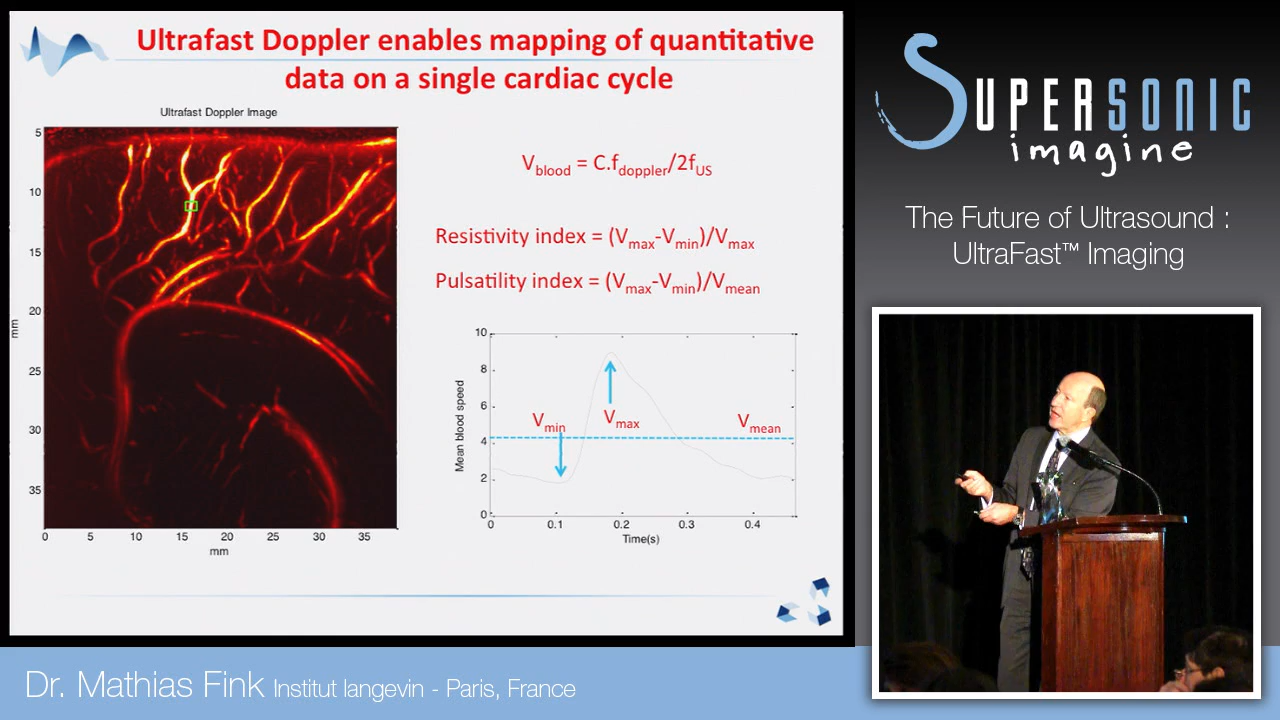 Ultrafast Doppler enables mapping of quantitative
data on a single cardiac cycle
Ultrafast Doppler Image
5
10
15
20
25
30
35
mm
0 5 10 15 20 25 30 35
mm
V_blood = C.f_doppler/2f_US
Resistivity index = (V_max-V_min)/V_max
Pulsatility index = (V_max-V_min)/V_mean
10
8
6
4
2
0
Mean blood speed
V_min
V_max
V_mean
0 0.1 0.2 0.3 0.4
Time(s)
SUPERSONIC
imagine
The Future of Ultrasound :
UltraFast™ Imaging
Dr. Mathias Fink Institut langevin - Paris, France